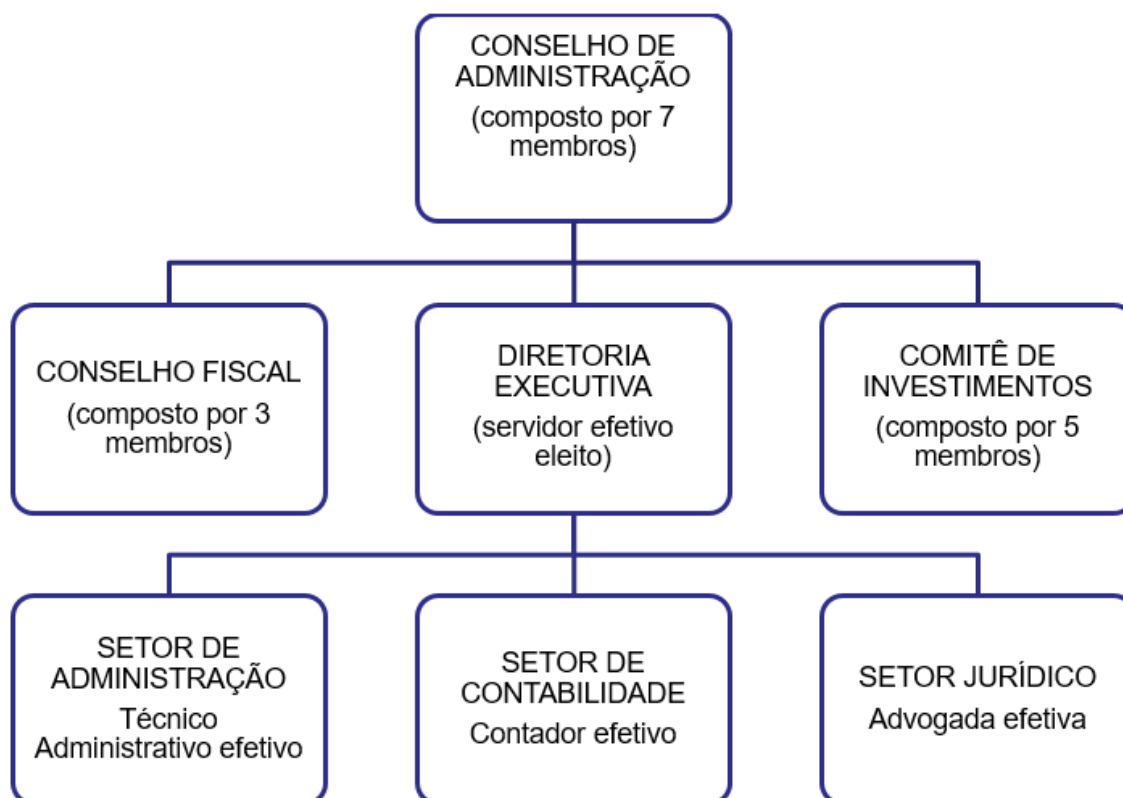 CONSELHO DE
ADMINISTRAÇÃO
(composto por 7
membros)
CONSELHO FISCAL
(composto por 3
membros)
DIRETORIA
EXECUTIVA
(servidor efetivo
eleito)
COMITÊ DE
INVESTIMENTOS
(composto por 5
membros)
SETOR DE
ADMINISTRAÇÃO
Técnico
Administrativo efetivo
SETOR DE
CONTABILIDADE
Contador efetivo
SETOR JURÍDICO
Advogada efetiva